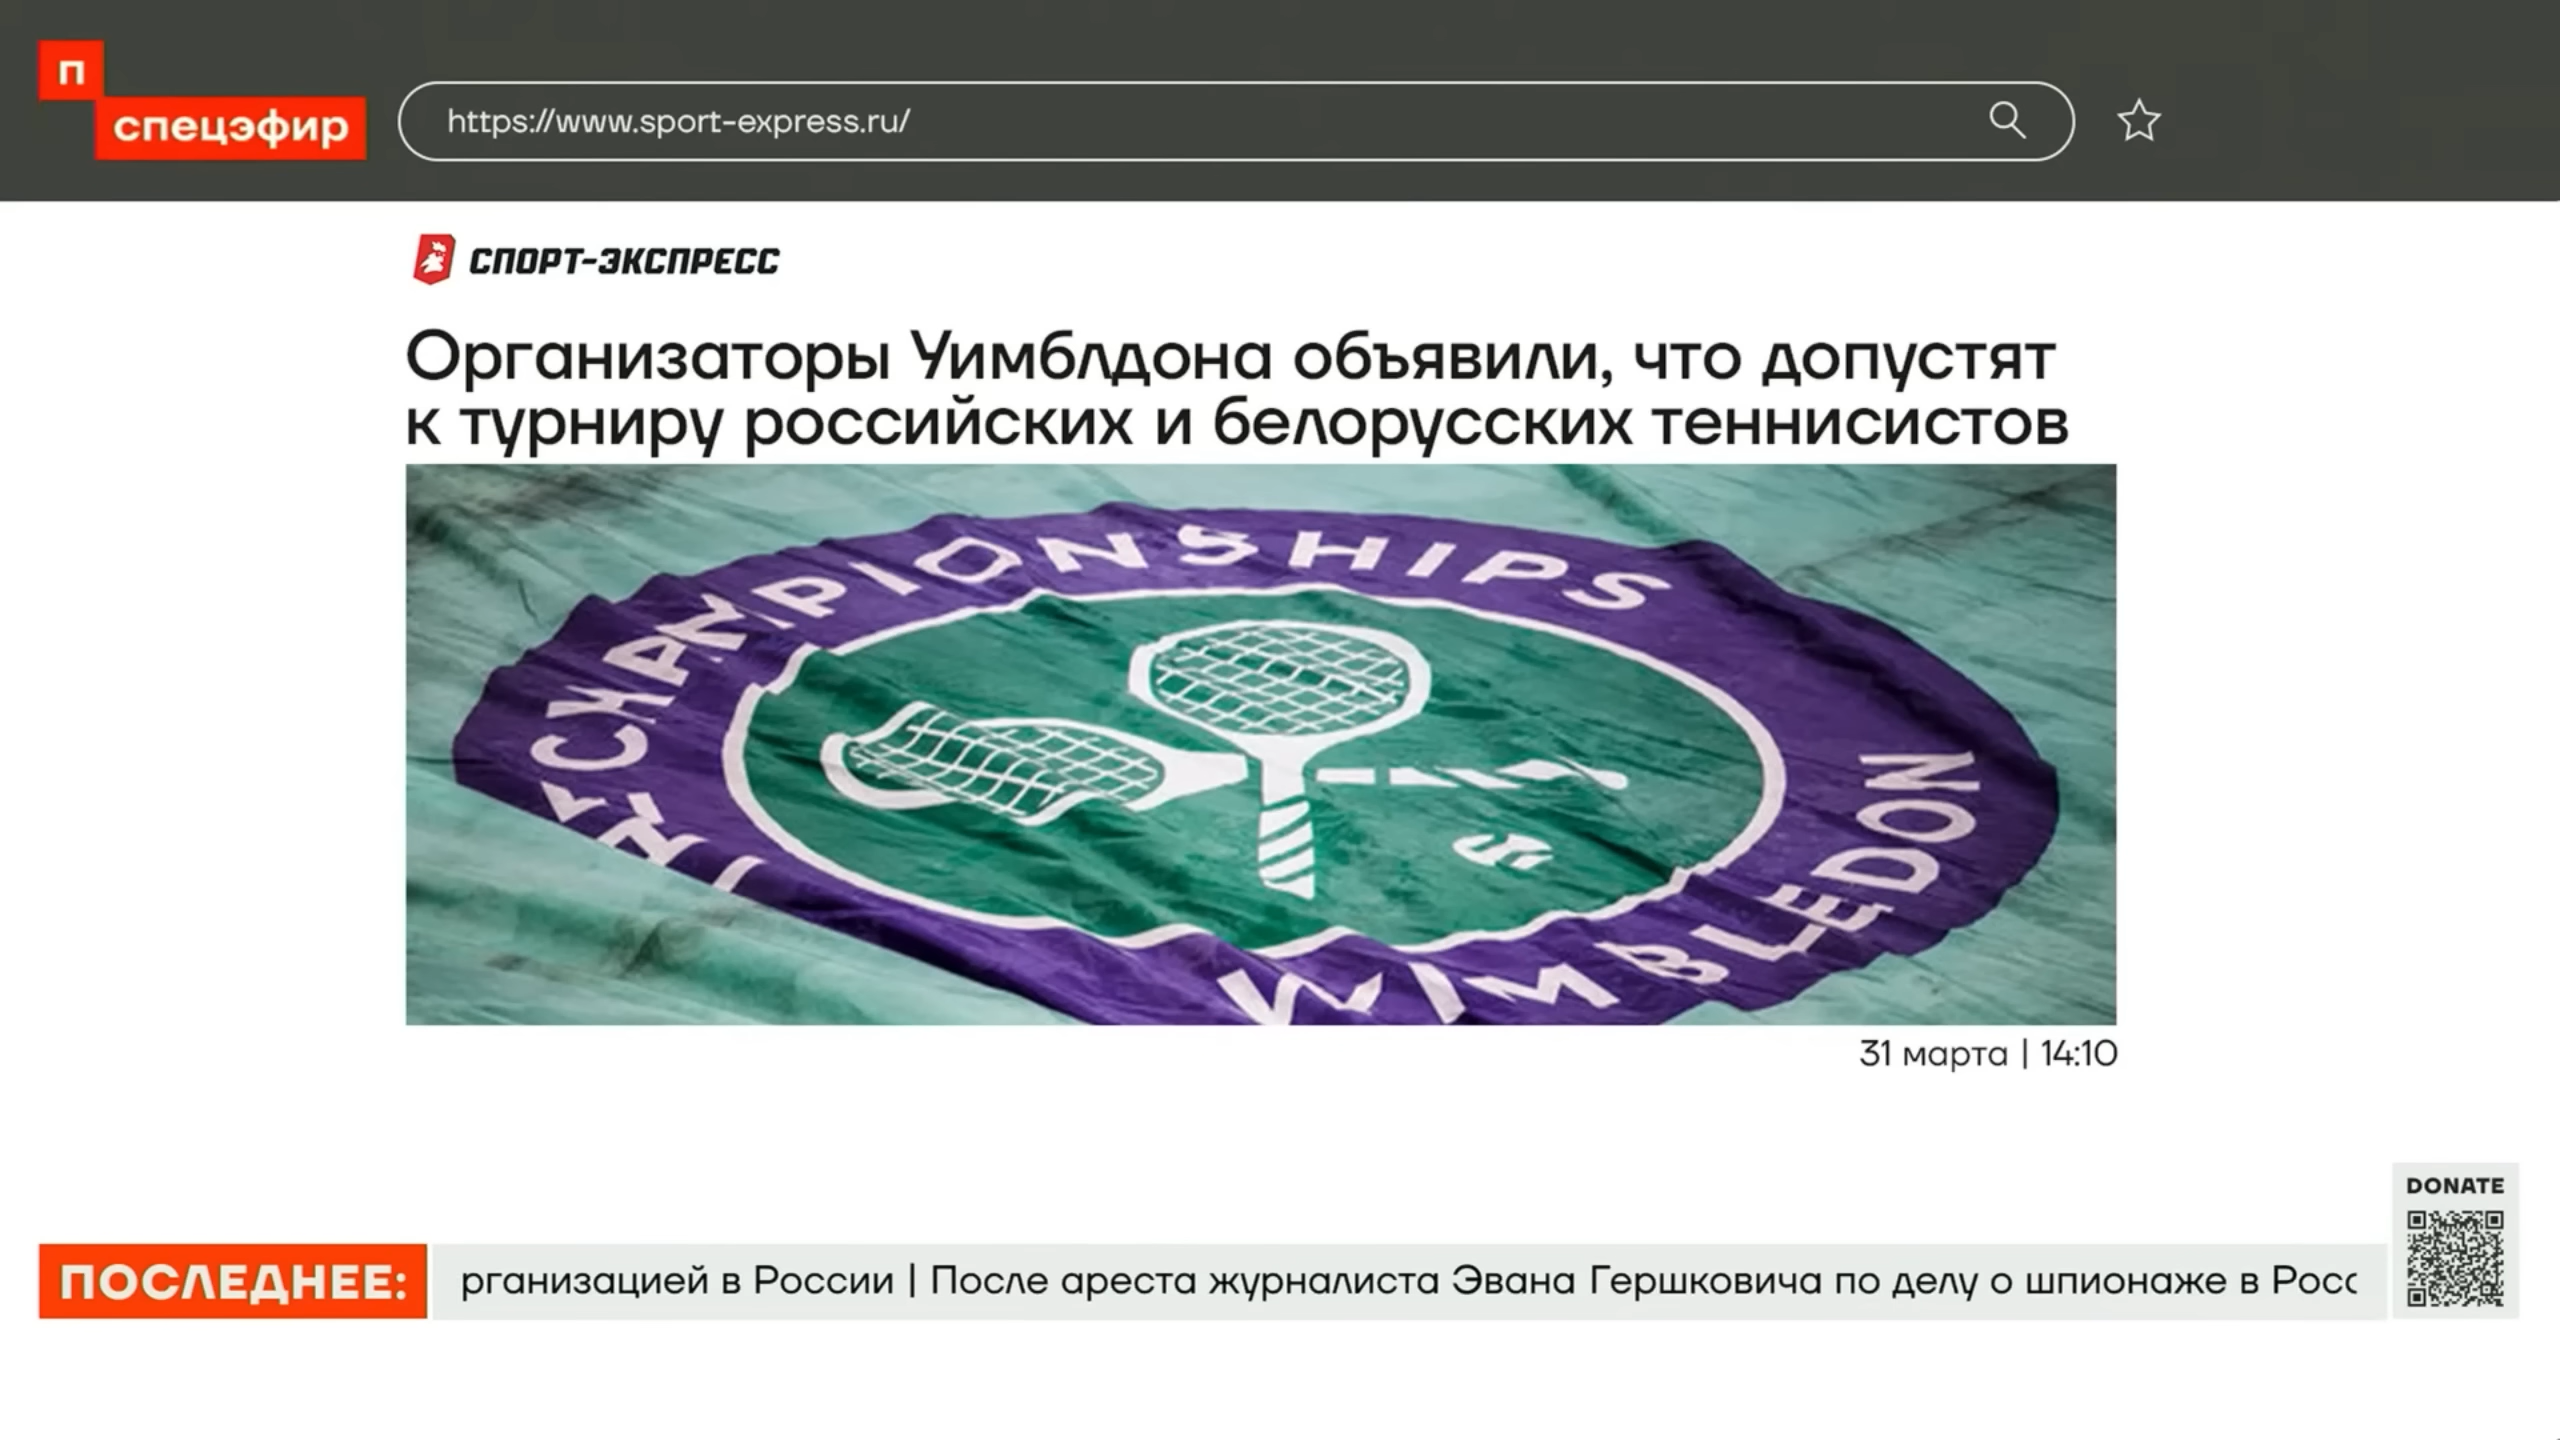 п
спецэфир
https://www.sport-express.ru/
СПОРТ-ЭКСПРЕСС
Организаторы Уимблдона объявили, что допустят
к турниру российских и белорусских теннисистов
CHAMPIONSHIPS
WIMBLEDON
31 марта | 14:10
DONATE
ПОСЛЕДНЕЕ:
рганизацией в России | После ареста журналиста Эвана Гершковича по делу о шпионаже в Росс